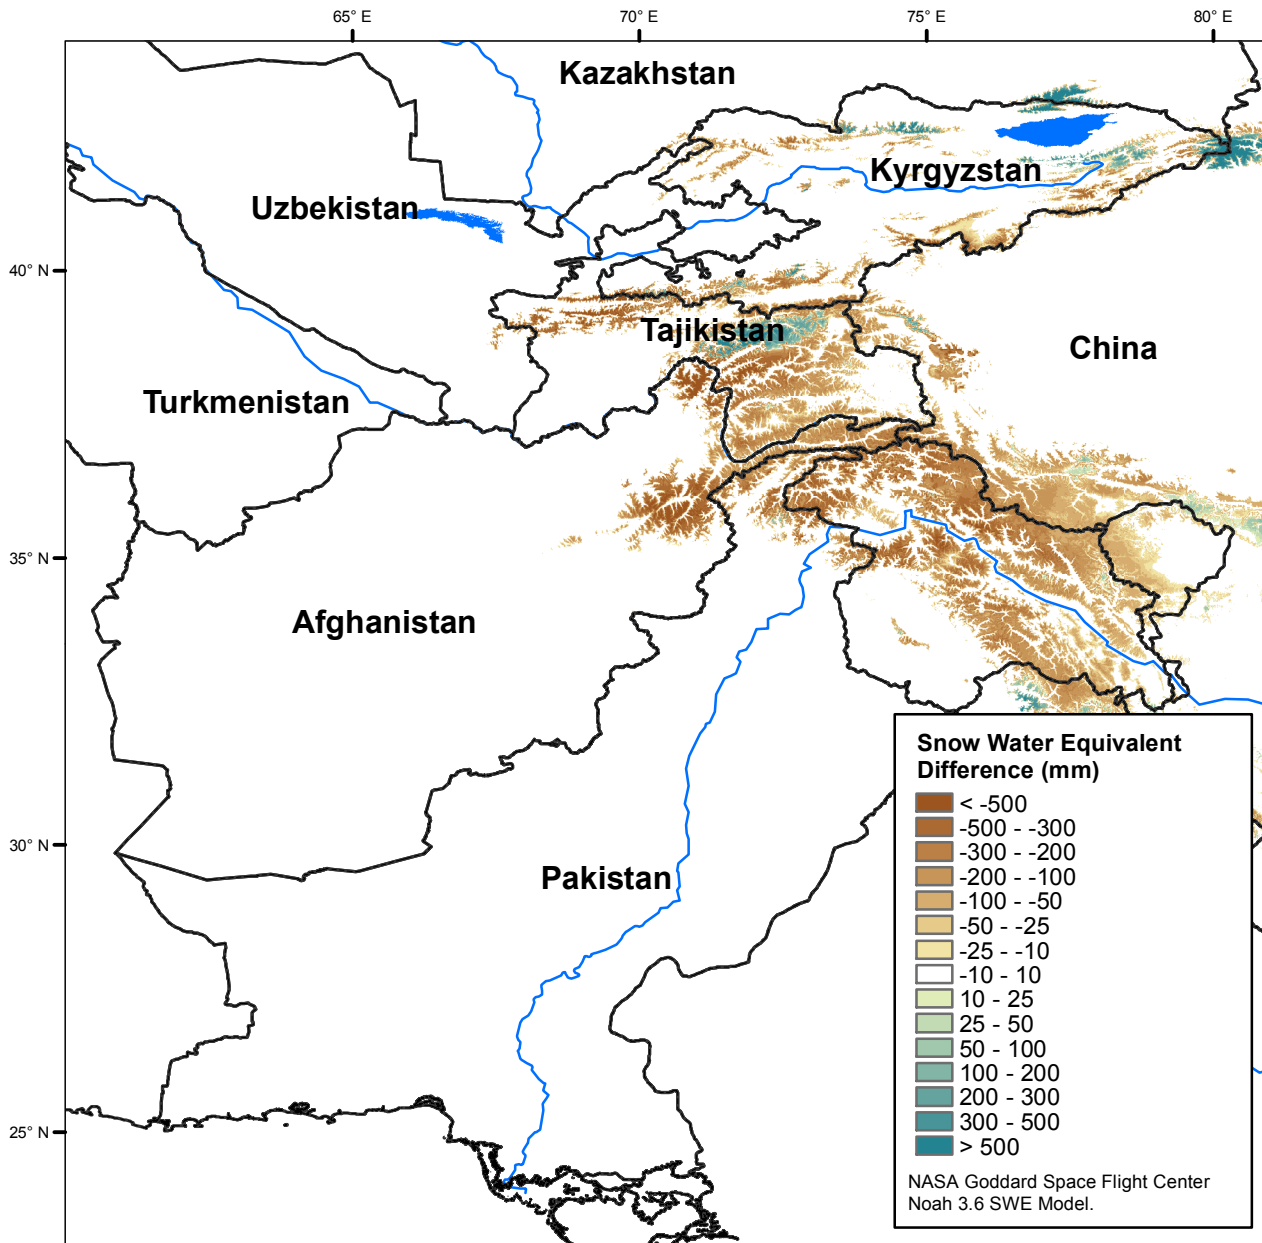 65° E
70° E
75° E
80° E
Kazakhstan
Kyrgyzstan
Uzbekistan
40° N
Tajikistan
China
Turkmenistan
35° N
Afghanistan
30° N
Pakistan
25° N
Snow Water Equivalent
Difference (mm)
< -500
-500 - -300
-300 - -200
-200 - -100
-100 - -50
-50 - -25
-25 - -10
-10 - 10
10 - 25
25 - 50
50 - 100
100 - 200
200 - 300
300 - 500
> 500
NASA Goddard Space Flight Center
Noah 3.6 SWE Model.